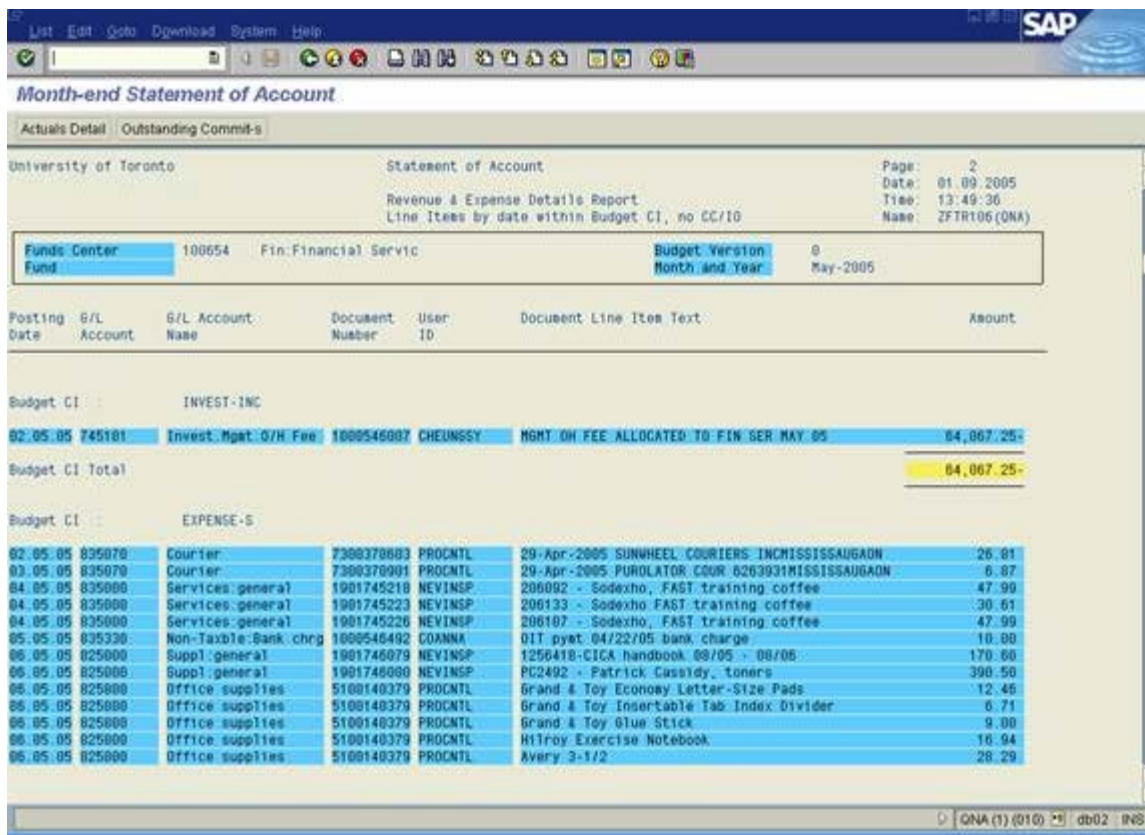 List Edit Goto Download System Help
SAP
Month-end Statement of Account
Actuals Detail Outstanding Commit-s
University of Toronto Statement of Account Page: 2
Date: 01.09.2005
Revenue & Expense Details Report Time: 13:49:36
Line Items by date within Budget CI, no CC/IO Name: ZFTR106(QNA)
Funds Center 100654 Fin:Financial Servic Budget Version 0
Fund Month and Year May-2005
Posting G/L G/L Account Document User Document Line Item Text Amount
Date Account Name Number ID
Budget CI : INVEST-INC
02.05.05 745101 Invest.Mgmt O/H Fee CHEUNGSY MGMT OH FEE ALLOCATED TO FIN SER MAY 05 64,067.25-
Budget CI Total 64,067.25-
Budget CI : EXPENSE-S
02.05.05 835070 Courier 7300370603 PROCNTL 29-Apr-2005 SUNWHEEL COURIERS INCMISSISSAUGAON 26.01
03.05.05 835070 Courier 7300370901 PROCNTL 29-Apr-2005 PUROLATOR COUR 6263931MISSISSAUGAON 6.87
04.05.05 835000 Services:general 1901745218 NEVINSP 206092 - Sodexho, FAST training coffee 47.99
04.05.05 835000 Services:general 1901745223 NEVINSP 206133 - Sodexho FAST training coffee 30.61
04.05.05 835000 Services:general 1901745226 NEVINSP 206107 - Sodexho, FAST training coffee 47.99
05.05.05 835330 Non-Taxble:Bank chrg 1000546492 COANNA OIT pymt 04/22/05 bank charge 10.00
06.05.05 825000 Suppl:general 1901746079 NEVINSP 1256418-CICA handbook 08/05 - 08/06 170.60
06.05.05 825000 Suppl:general 1901746080 NEVINSP PC2492 - Patrick Cassidy, toners 390.50
06.05.05 825800 Office supplies 5100140379 PROCNTL Grand & Toy Economy Letter-Size Pads 12.46
06.05.05 825800 Office supplies 5100140379 PROCNTL Grand & Toy Insertable Tab Index Divider 6.71
06.05.05 825800 Office supplies 5100140379 PROCNTL Grand & Toy Glue Stick 9.00
06.05.05 825800 Office supplies 5100140379 PROCNTL Hilroy Exercise Notebook 16.94
06.05.05 825800 Office supplies 5100140379 PROCNTL Avery 3-1/2 28.29
QNA (1) (010) db02 INS